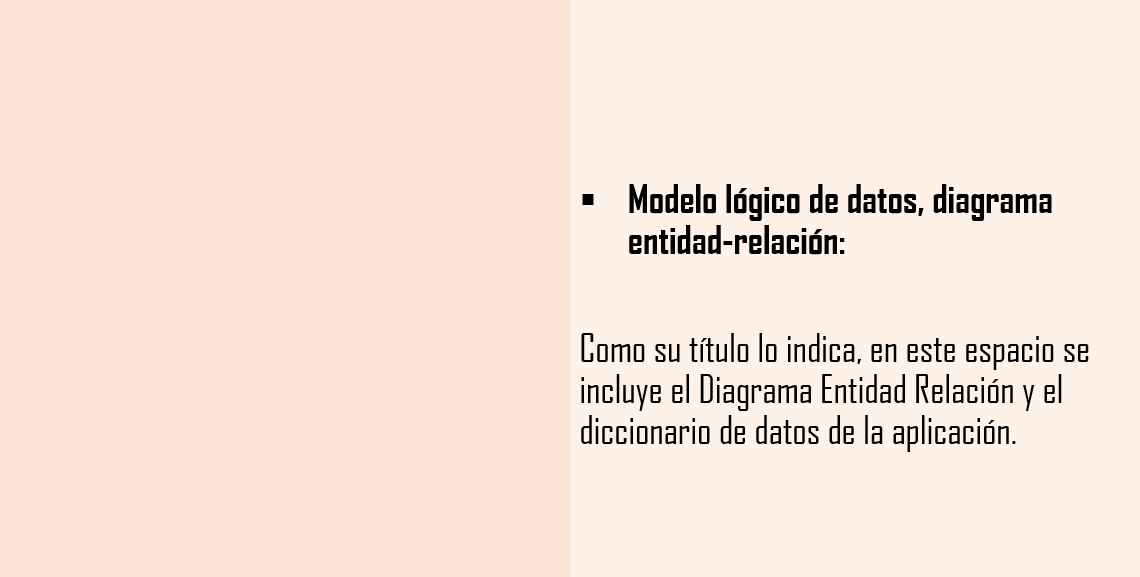 ▪ Modelo lógico de datos, diagrama
entidad-relación:
Como su título lo indica, en este espacio se
incluye el Diagrama Entidad Relación y el
diccionario de datos de la aplicación.